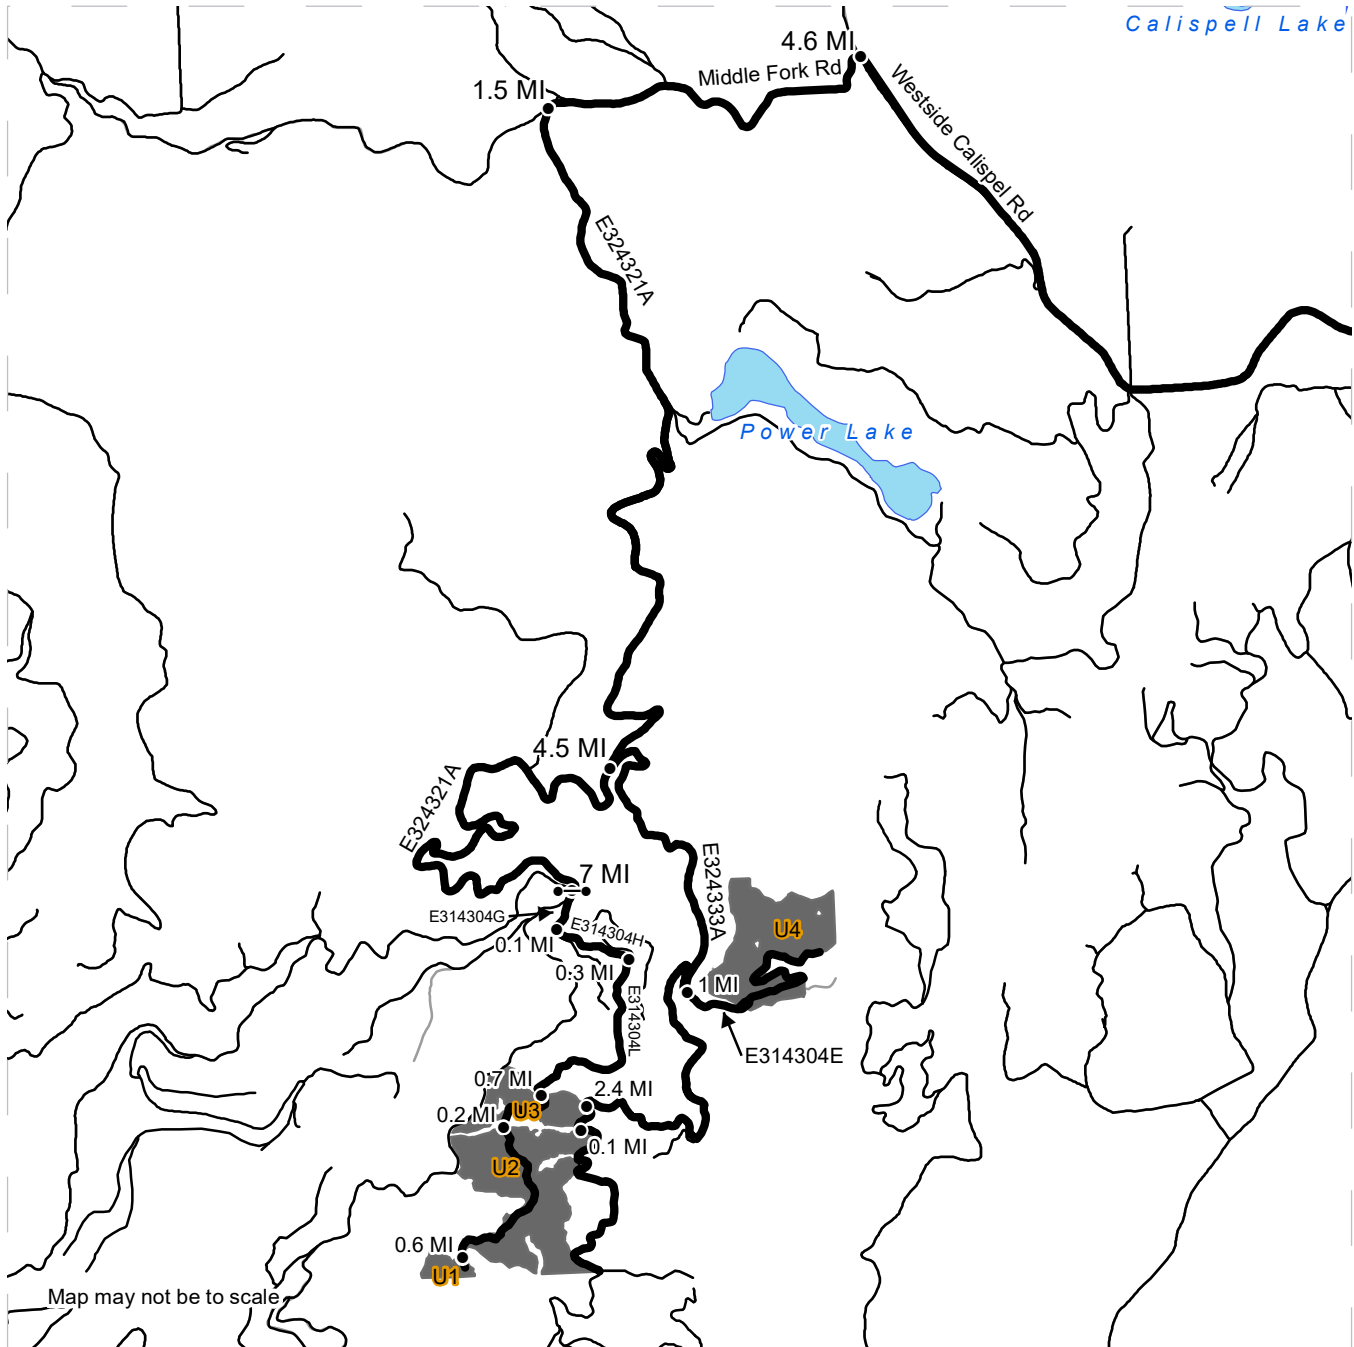 Calispell Lake
4.6 MI
Middle Fork Rd
1.5 MI
Westside Calispel Rd
E324321A
Power Lake
4.5 MI
E324321A
E324333A
7 MI
E314304G
E314304H
U4
0.1 MI
0.3 MI
1 MI
E314304L
E314304E
0.7 MI
2.4 MI
U3
0.2 MI
0.1 MI
U2
0.6 MI
U1
Map may not be to scale